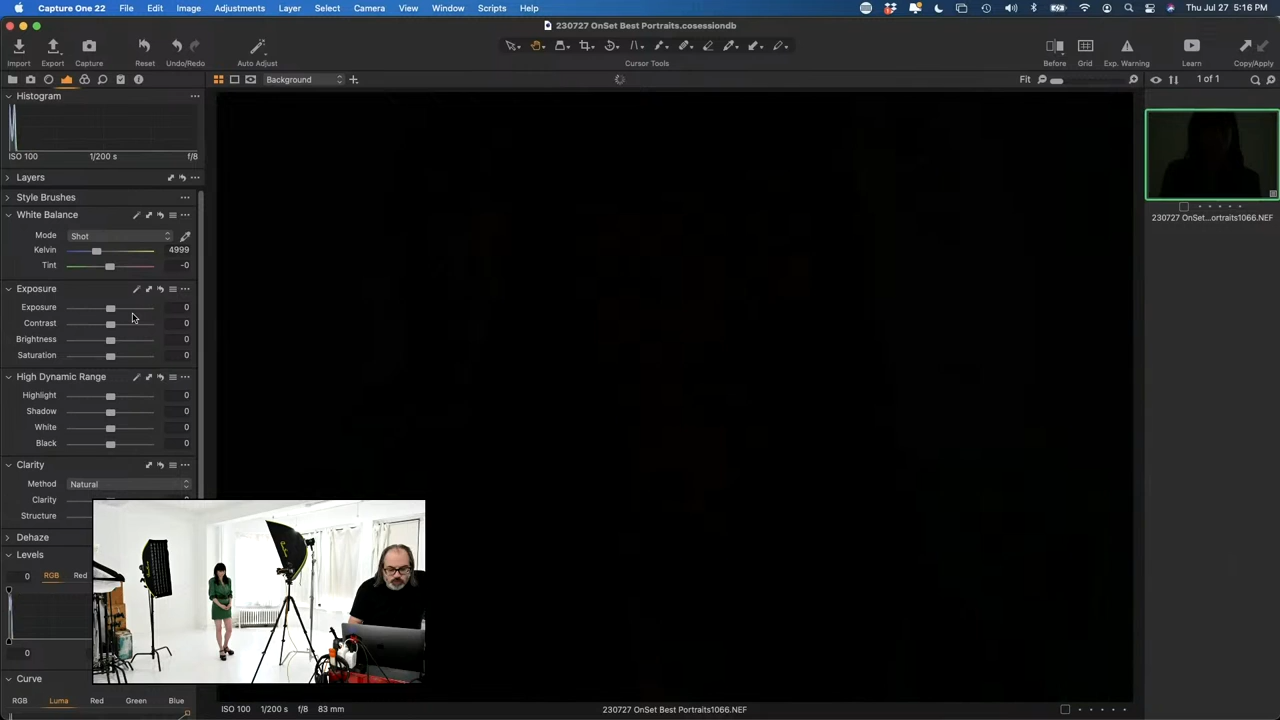 Capture One 22 File Edit Image Adjustments Layer Select Camera View Window Scripts Help Thu Jul 27 5:16 PM
230727 OnSet Best Portraits.cosessiondb
Import Export Capture Reset Undo/Redo Auto Adjust Cursor Tools Before Grid Exp. Warning Learn Copy/Apply
Background Fit 1 of 1
Histogram
ISO 100 1/200 s f/8
Layers
Style Brushes
White Balance
Mode Shot
Kelvin 4999
Tint -0
Exposure
Exposure 0
Contrast 0
Brightness 0
Saturation 0
High Dynamic Range
Highlight 0
Shadow 0
White 0
Black 0
Clarity
Method Natural
Clarity
Structure
Dehaze
Levels
0 RGB Red
0
Curve
RGB Luma Red Green Blue
230727 OnSet...ortraits1066.NEF
ISO 100 1/200 s f/8 83 mm 230727 OnSet Best Portraits1066.NEF